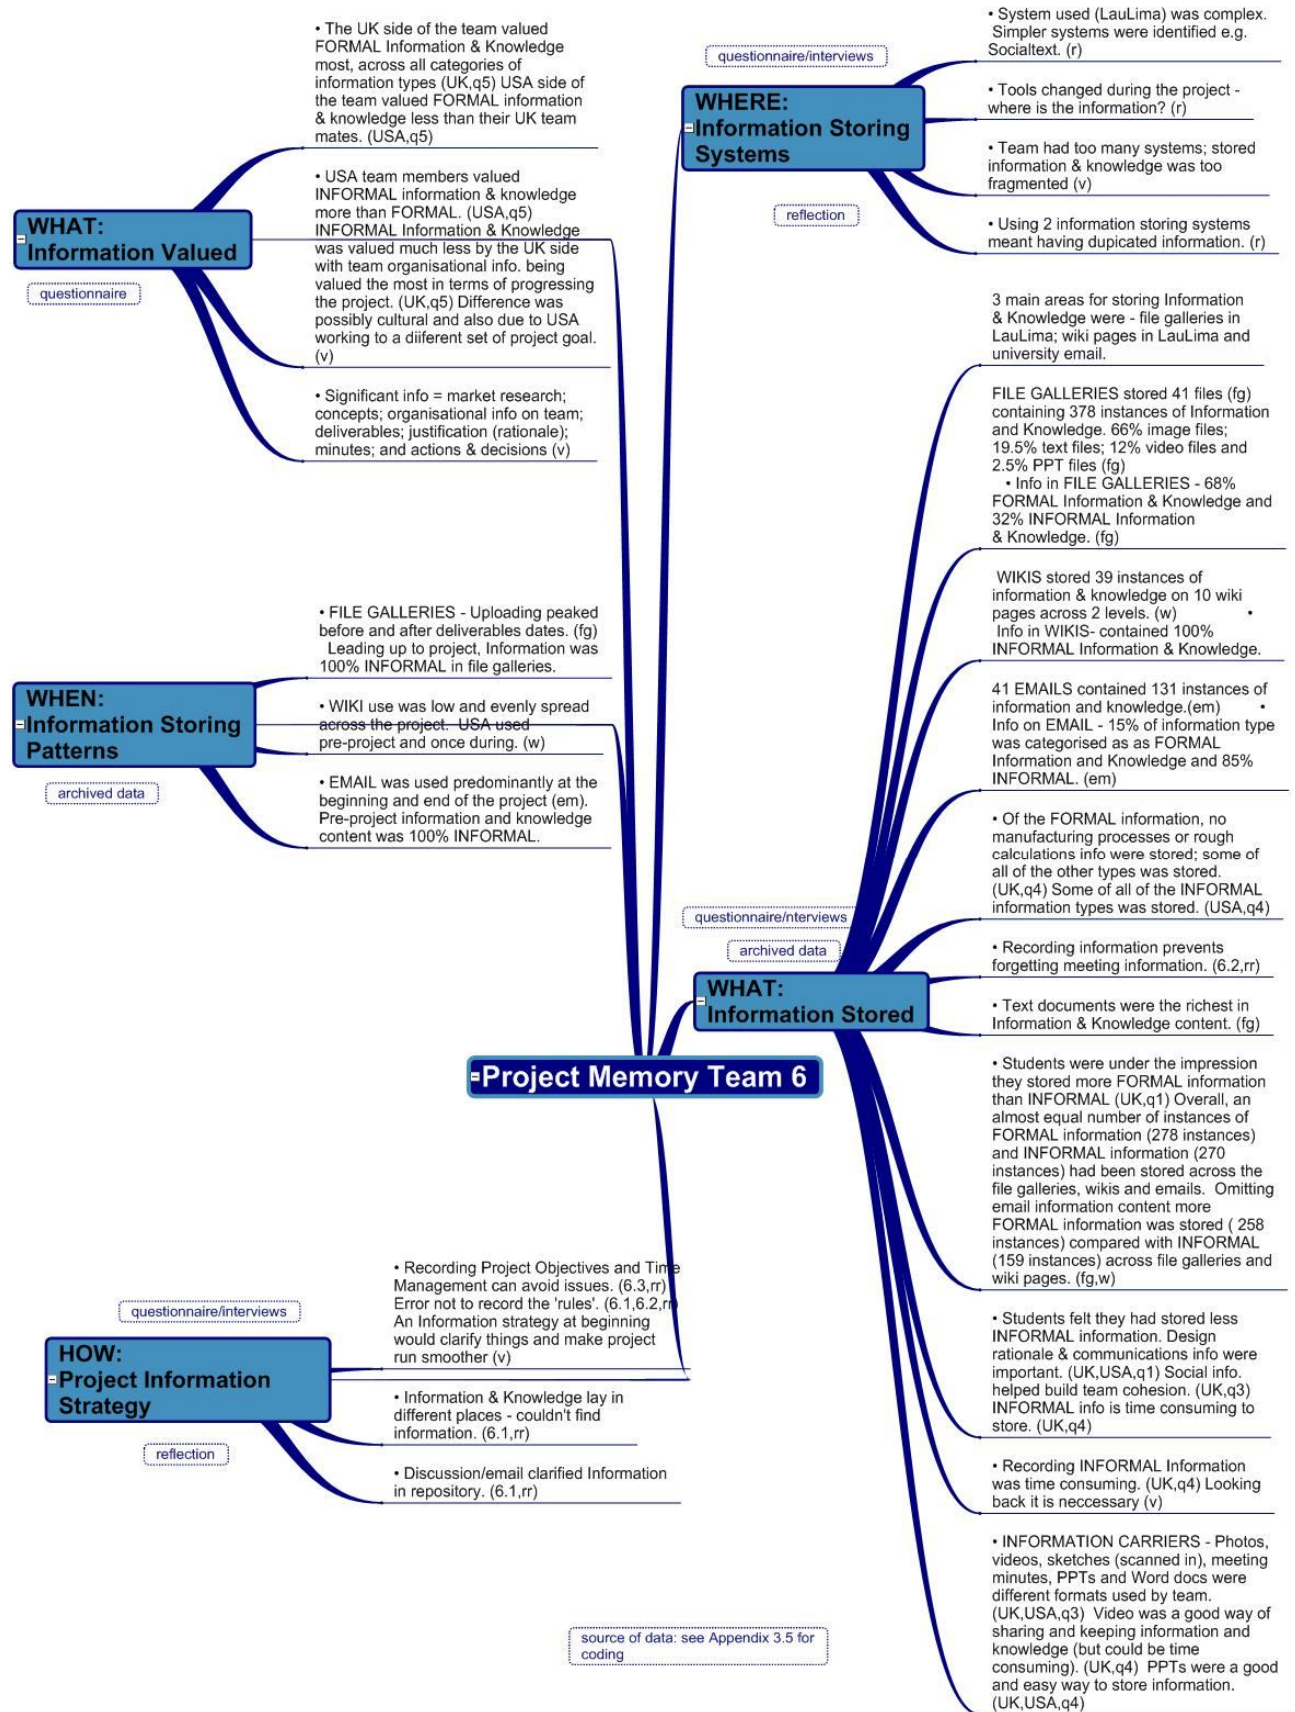 • The UK side of the team valued
FORMAL Information & Knowledge
most, across all categories of
information types (UK,q5) USA side of
the team valued FORMAL information
& knowledge less than their UK team
mates. (USA,q5)
• USA team members valued
INFORMAL information & knowledge
more than FORMAL. (USA,q5)
INFORMAL Information & Knowledge
was valued much less by the UK side
with team organisational info. being
valued the most in terms of progressing
the project. (UK,q5) Difference was
possibly cultural and also due to USA
working to a diiferent set of project goal.
(v)
• Significant info = market research;
concepts; organisational info on team;
deliverables; justification (rationale);
minutes; and actions & decisions (v)
WHAT:
Information Valued
questionnaire
• FILE GALLERIES - Uploading peaked
before and after deliverables dates. (fg)
Leading up to project, Information was
100% INFORMAL in file galleries.
• WIKI use was low and evenly spread
across the project. USA used
pre-project and once during. (w)
• EMAIL was used predominantly at the
beginning and end of the project (em).
Pre-project information and knowledge
content was 100% INFORMAL.
WHEN:
Information Storing
Patterns
archived data
questionnaire/interviews
WHERE:
Information Storing
Systems
reflection
• System used (LauLima) was complex.
Simpler systems were identified e.g.
Socialtext. (r)
• Tools changed during the project -
where is the information? (r)
• Team had too many systems; stored
information & knowledge was too
fragmented (v)
• Using 2 information storing systems
meant having dupicated information. (r)
3 main areas for storing Information
& Knowledge were - file galleries in
LauLima; wiki pages in LauLima and
university email.
FILE GALLERIES stored 41 files (fg)
containing 378 instances of Information
and Knowledge. 66% image files;
19.5% text files; 12% video files and
2.5% PPT files (fg)
• Info in FILE GALLERIES - 68%
FORMAL Information & Knowledge and
32% INFORMAL Information
& Knowledge. (fg)
WIKIS stored 39 instances of
information & knowledge on 10 wiki
pages across 2 levels. (w) •
Info in WIKIS- contained 100%
INFORMAL Information & Knowledge.
41 EMAILS contained 131 instances of
information and knowledge.(em) •
Info on EMAIL - 15% of information type
was categorised as as FORMAL
Information and Knowledge and 85%
INFORMAL. (em)
• Of the FORMAL information, no
manufacturing processes or rough
calculations info were stored; some of
all of the other types was stored.
(UK,q4) Some of all of the INFORMAL
information types was stored. (USA,q4)
• Recording information prevents
forgetting meeting information. (6.2,rr)
• Text documents were the richest in
Information & Knowledge content. (fg)
• Students were under the impression
they stored more FORMAL information
than INFORMAL (UK,q1) Overall, an
almost equal number of instances of
FORMAL information (278 instances)
and INFORMAL information (270
instances) had been stored across the
file galleries, wikis and emails. Omitting
email information content more
FORMAL information was stored ( 258
instances) compared with INFORMAL
(159 instances) across file galleries and
wiki pages. (fg,w)
• Students felt they had stored less
INFORMAL information. Design
rationale & communications info were
important. (UK,USA,q1) Social info.
helped build team cohesion. (UK,q3)
INFORMAL info is time consuming to
store. (UK,q4)
• Recording INFORMAL Information
was time consuming. (UK,q4) Looking
back it is neccessary (v)
• INFORMATION CARRIERS - Photos,
videos, sketches (scanned in), meeting
minutes, PPTs and Word docs were
different formats used by team.
(UK,USA,q3) Video was a good way of
sharing and keeping information and
knowledge (but could be time
consuming). (UK,q4) PPTs were a good
and easy way to store information.
(UK,USA,q4)
questionnaire/nterviews
archived data
WHAT:
Information Stored
Project Memory Team 6
questionnaire/interviews
HOW:
Project Information
Strategy
reflection
• Recording Project Objectives and Time
Management can avoid issues. (6.3,rr)
Error not to record the 'rules'. (6.1,6.2,rr)
An Information strategy at beginning
would clarify things and make project
run smoother (v)
• Information & Knowledge lay in
different places - couldn't find
information. (6.1,rr)
• Discussion/email clarified Information
in repository. (6.1,rr)
source of data: see Appendix 3.5 for
coding